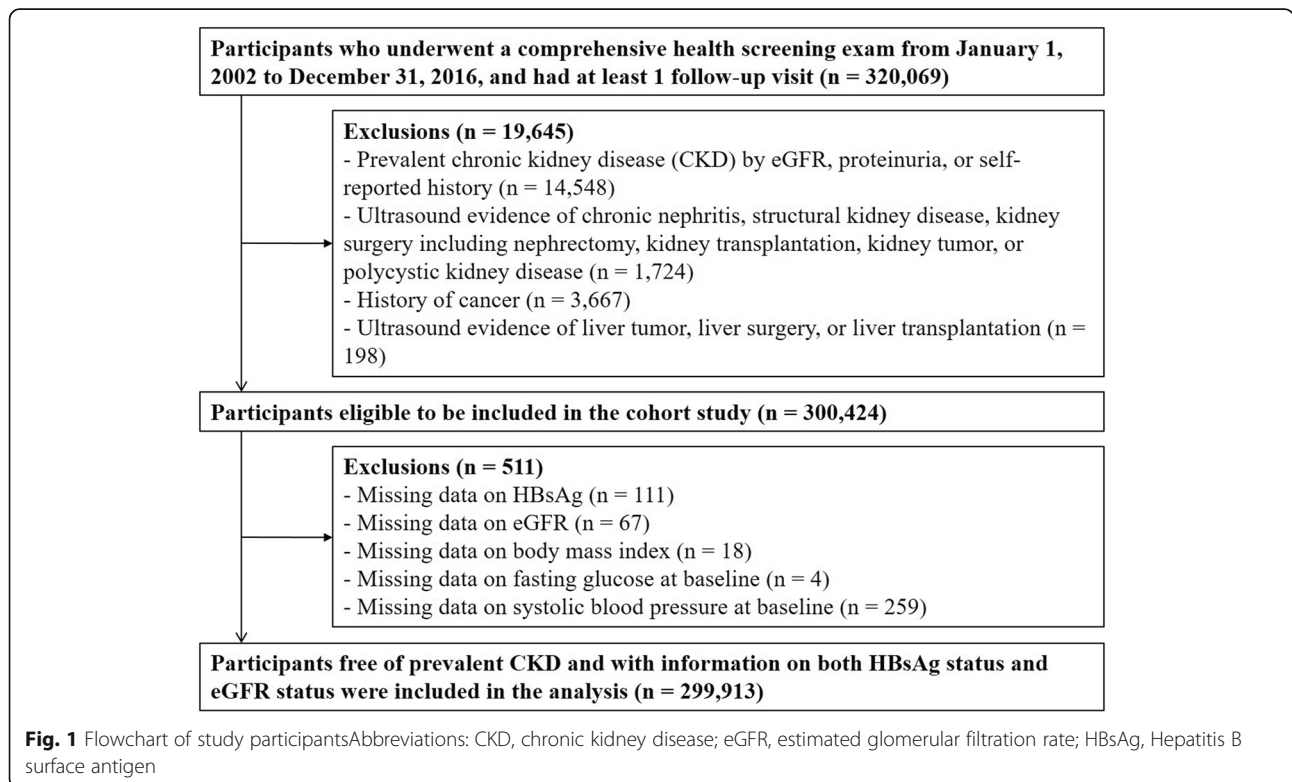 Participants who underwent a comprehensive health screening exam from January 1,
2002 to December 31, 2016, and had at least 1 follow-up visit (n = 320,069)
Exclusions (n = 19,645)
- Prevalent chronic kidney disease (CKD) by eGFR, proteinuria, or self-
reported history (n = 14,548)
- Ultrasound evidence of chronic nephritis, structural kidney disease, kidney
surgery including nephrectomy, kidney transplantation, kidney tumor, or
polycystic kidney disease (n = 1,724)
- History of cancer (n = 3,667)
- Ultrasound evidence of liver tumor, liver surgery, or liver transplantation (n =
198)
Participants eligible to be included in the cohort study (n = 300,424)
Exclusions (n = 511)
- Missing data on HBsAg (n = 111)
- Missing data on eGFR (n = 67)
- Missing data on body mass index (n = 18)
- Missing data on fasting glucose at baseline (n = 4)
- Missing data on systolic blood pressure at baseline (n = 259)
Participants free of prevalent CKD and with information on both HBsAg status and
eGFR status were included in the analysis (n = 299,913)
Fig. 1 Flowchart of study participantsAbbreviations: CKD, chronic kidney disease; eGFR, estimated glomerular filtration rate; HBsAg, Hepatitis B
surface antigen